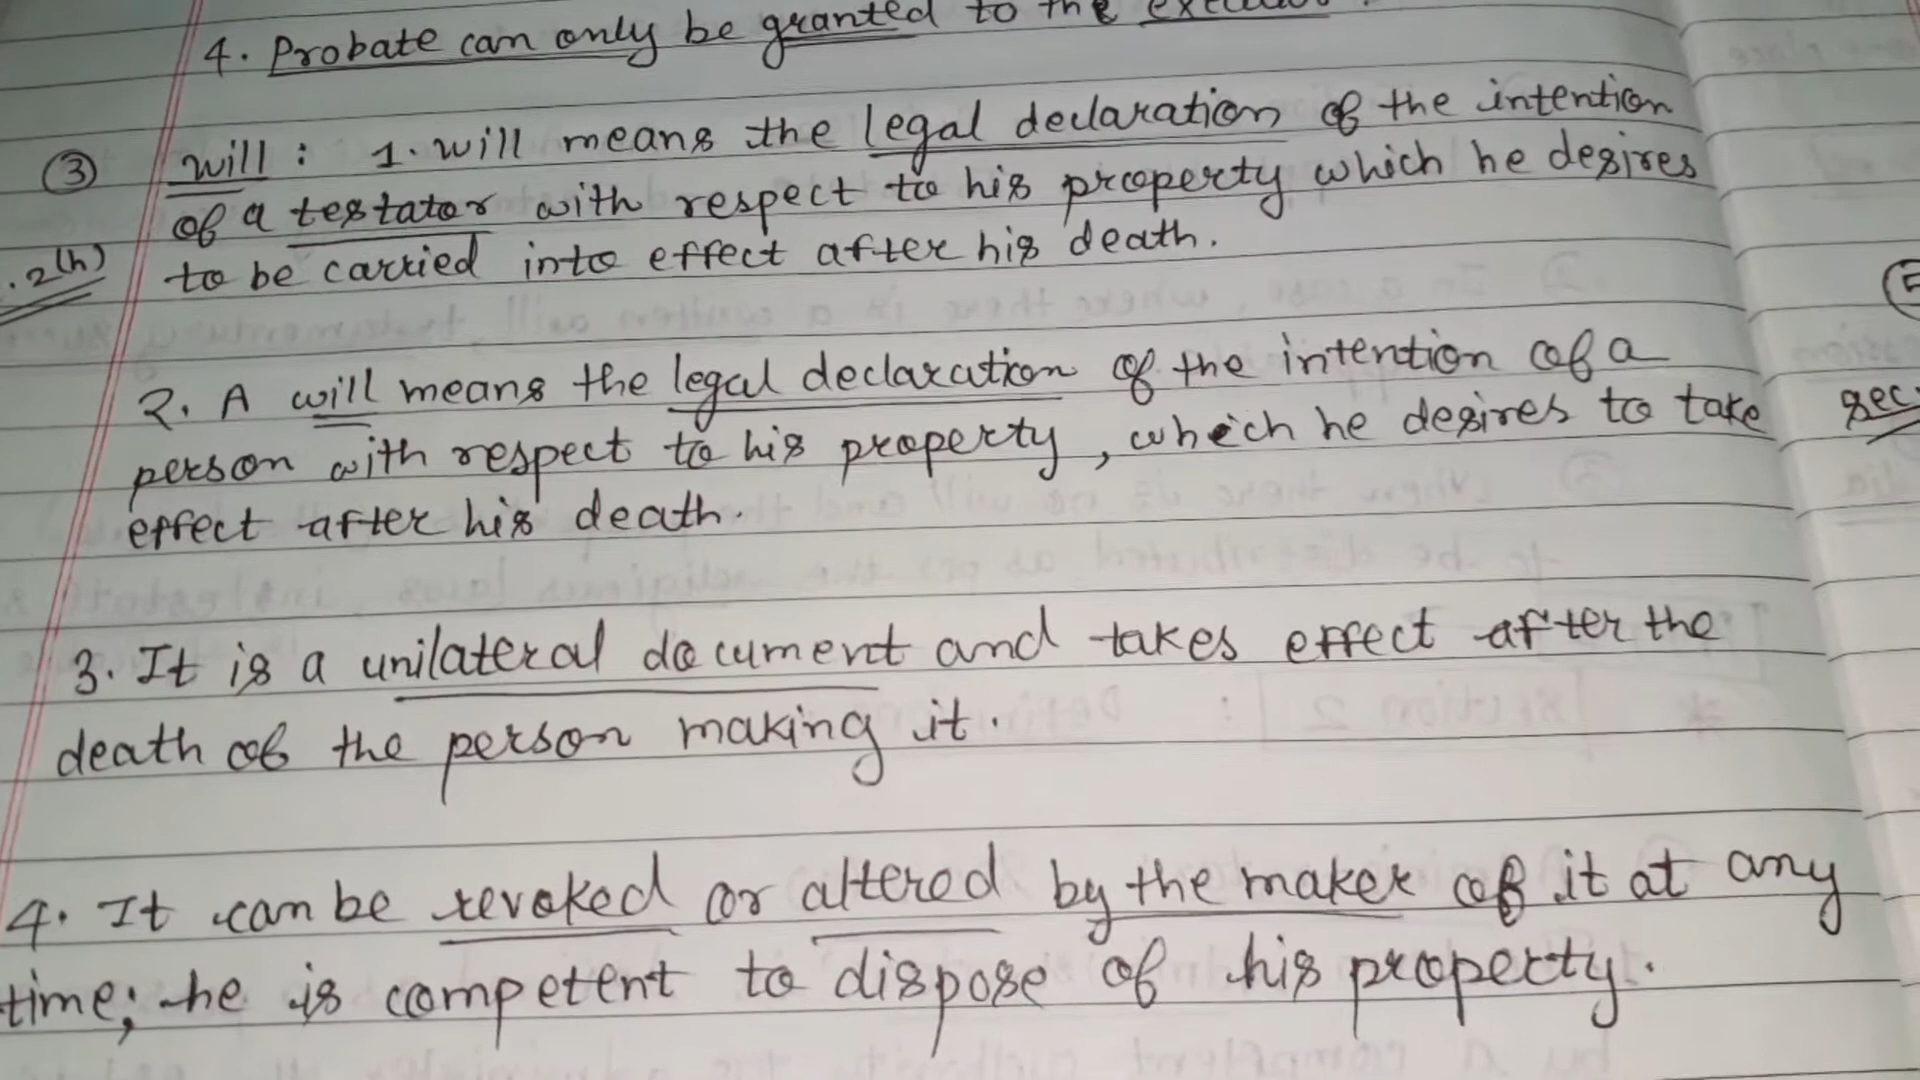 4. Probate can only be granted to the
③ will : 1. will means the legal declaration of the intention
of a testator with respect to his property which he desires
2(h) to be carried into effect after his death.
2. A will means the legal declaration of the intention of a
person with respect to his property, which he desires to take
effect after his death.
sec
3. It is a unilateral document and takes effect after the
death of the person making it.
4. It can be revoked or altered by the maker of it at any
time; he is competent to dispose of his property.